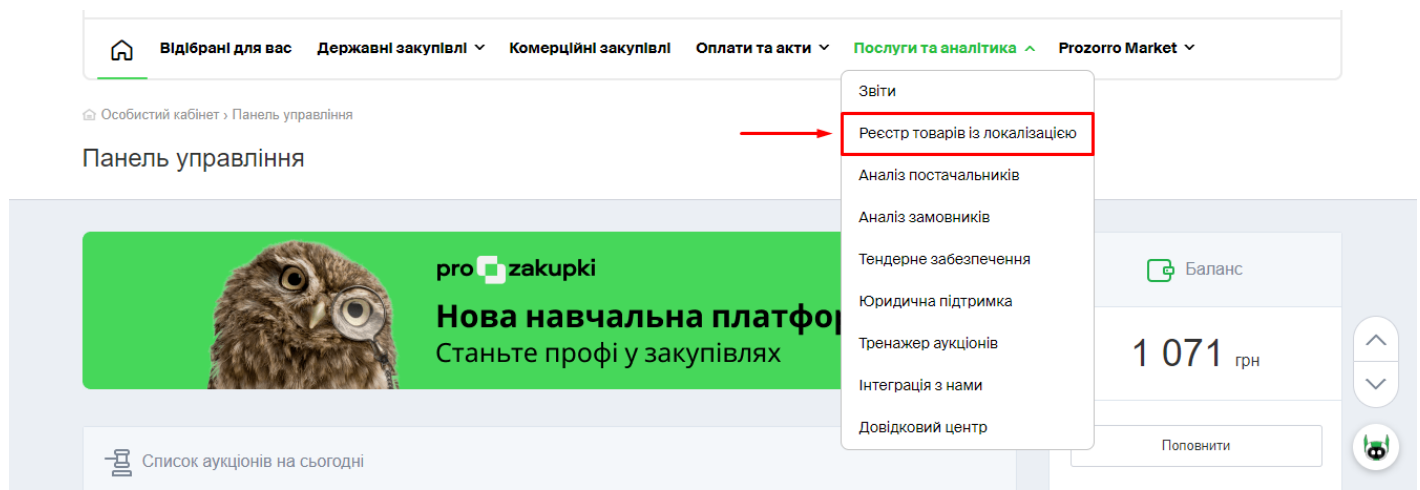 Відібрані для вас Державні закупівлі Комерційні закупівлі Оплати та акти Послуги та аналітика Prozorro Market
Звіти
Реєстр товарів із локалізацією
Аналіз постачальників
Аналіз замовників
Тендерне забезпечення
Юридична підтримка
Тренажер аукціонів
Інтеграція з нами
Довідковий центр
Особистий кабінет › Панель управління
Панель управління
pro zakupki
Нова навчальна
Станьте профі у закупівлях
Баланс
1 071 грн
Поповнити
Список аукціонів на сьогодні